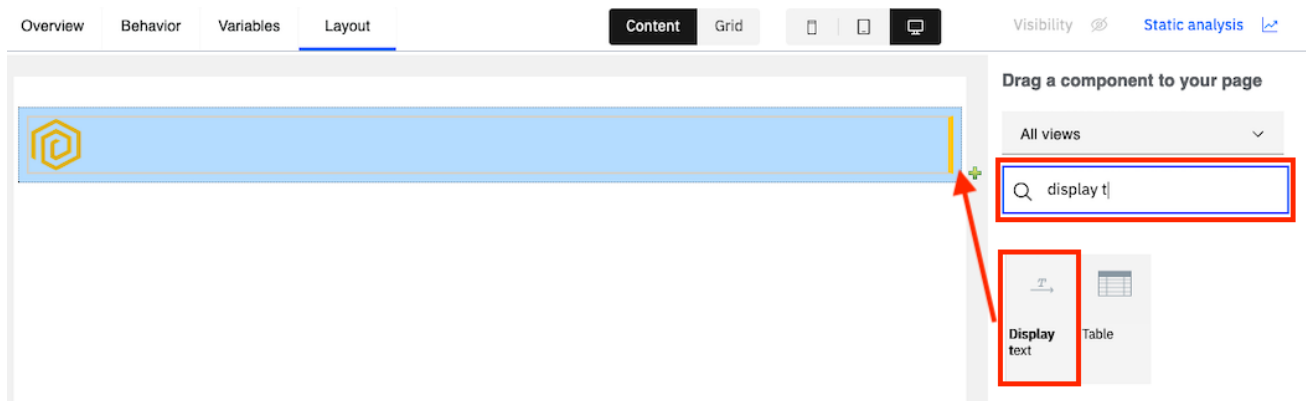 Overview Behavior Variables Layout Content Grid Visibility Static analysis
Drag a component to your page
All views
display t
Display Table
text